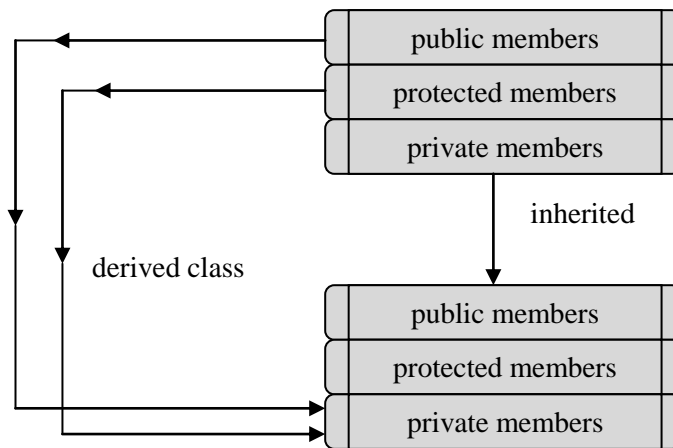 public members
protected members
private members
inherited
derived class
public members
protected members
private members